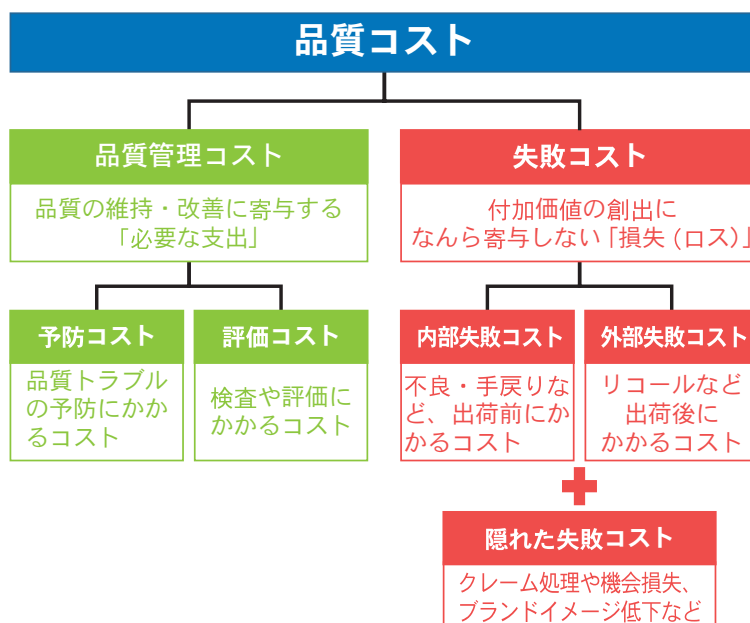 品質コスト
品質管理コスト
品質の維持・改善に寄与する
「必要な支出」
失敗コスト
付加価値の創出に
なんら寄与しない「損失（ロス）」
予防コスト
品質トラブル
の予防にかか
るコスト
評価コスト
検査や評価に
かかるコスト
内部失敗コスト
不良・手戻りな
ど、出荷前にか
かるコスト
外部失敗コスト
リコールなど
出荷後に
かかるコスト
隠れた失敗コスト
クレーム処理や機会損失、
ブランドイメージ低下など